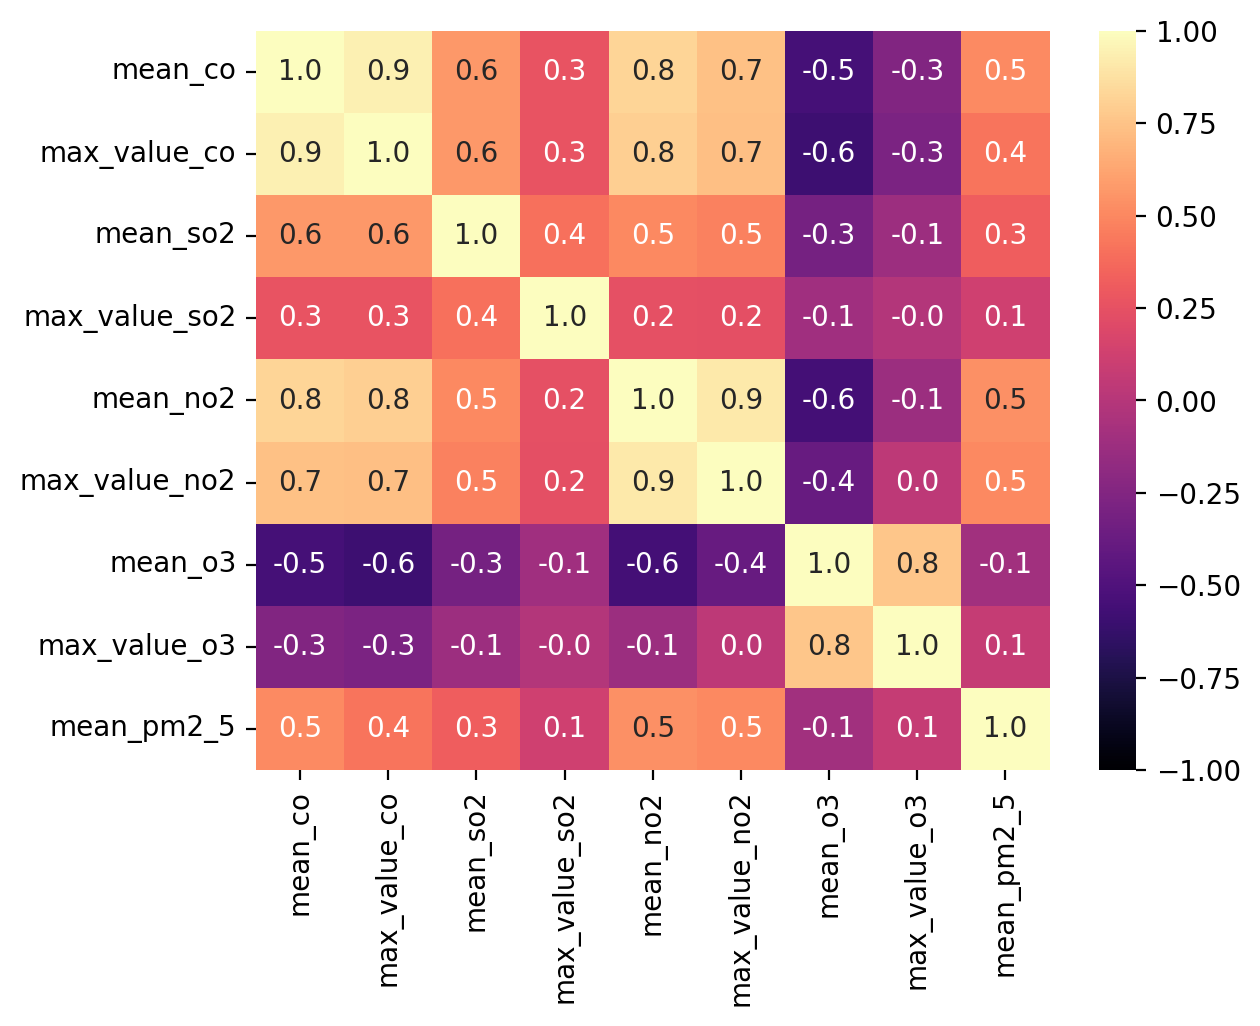 mean_co 1.0 0.9 0.6 0.3 0.8 0.7 -0.5 -0.3 0.5
max_value_co 0.9 1.0 0.6 0.3 0.8 0.7 -0.6 -0.3 0.4
mean_so2 0.6 0.6 1.0 0.4 0.5 0.5 -0.3 -0.1 0.3
max_value_so2 0.3 0.3 0.4 1.0 0.2 0.2 -0.1 -0.0 0.1
mean_no2 0.8 0.8 0.5 0.2 1.0 0.9 -0.6 -0.1 0.5
max_value_no2 0.7 0.7 0.5 0.2 0.9 1.0 -0.4 0.0 0.5
mean_o3 -0.5 -0.6 -0.3 -0.1 -0.6 -0.4 1.0 0.8 -0.1
max_value_o3 -0.3 -0.3 -0.1 -0.0 -0.1 0.0 0.8 1.0 0.1
mean_pm2_5 0.5 0.4 0.3 0.1 0.5 0.5 -0.1 0.1 1.0
mean_co
max_value_co
mean_so2
max_value_so2
mean_no2
max_value_no2
mean_o3
max_value_o3
mean_pm2_5
1.00
0.75
0.50
0.25
0.00
−0.25
−0.50
−0.75
−1.00